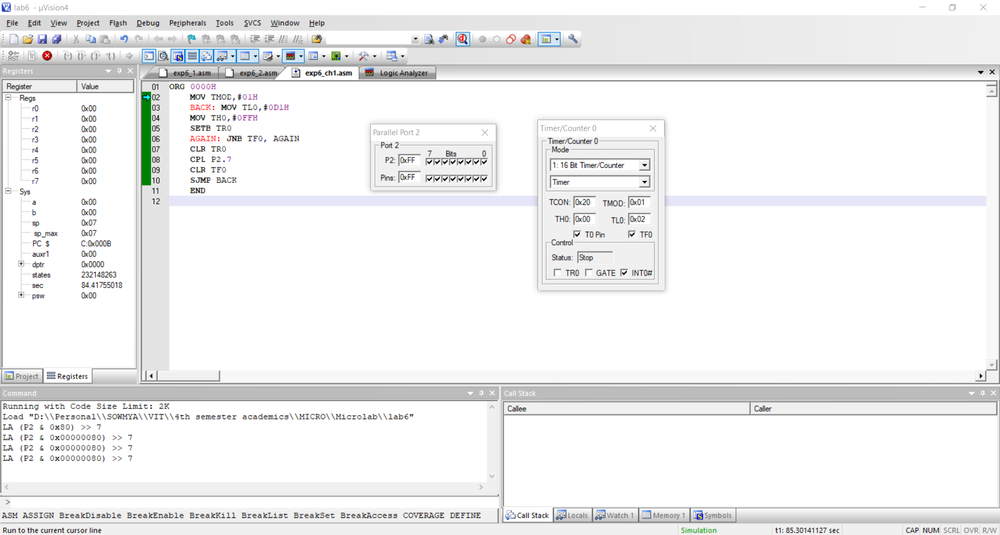 lab6 - µVision4
File Edit View Project Flash Debug Peripherals Tools SVCS Window Help
RST
Registers
exp6_1.asm exp6_2.asm exp6_ch1.asm Logic Analyzer
Register Value
Regs
r0 0x00
r1 0x00
r2 0x00
r3 0x00
r4 0x00
r5 0x00
r6 0x00
r7 0x00
Sys
a 0x00
b 0x00
sp 0x07
sp_max 0x07
PC $ C:0x000B
auxr1 0x00
dptr 0x0000
states 232148263
sec 84.41755018
psw 0x00
Project Registers
01 ORG 0000H
02 MOV TMOD,#01H
03 BACK: MOV TL0,#0D1H
04 MOV TH0,#0FFH
05 SETB TR0
06 AGAIN: JNB TF0, AGAIN
07 CLR TR0
08 CPL P2.7
09 CLR TF0
10 SJMP BACK
11 END
12
Parallel Port 2
Port 2
7 Bits 0
P2: 0xFF
Pins: 0xFF
Timer/Counter 0
Timer/Counter 0
Mode
1: 16 Bit Timer/Counter
Timer
TCON: 0x20 TMOD: 0x01
TH0: 0x00 TL0: 0x02
T0 Pin TF0
Control
Status: Stop
TR0 GATE INT0#
Command
Running with Code Size Limit: 2K
Load "D:\\Personal\\SOWMYA\\VIT\\4th semester academics\\MICRO\\Microlab\\lab6"
LA (P2 & 0x80) >> 7
LA (P2 & 0x00000080) >> 7
LA (P2 & 0x00000080) >> 7
LA (P2 & 0x00000080) >> 7
>
ASM ASSIGN BreakDisable BreakEnable BreakKill BreakList BreakSet BreakAccess COVERAGE DEFINE
Call Stack
Callee Caller
Call Stack Locals Watch 1 Memory 1 Symbols
Run to the current cursor line Simulation t1: 85.30141127 sec CAP NUM SCRL OVR R/W